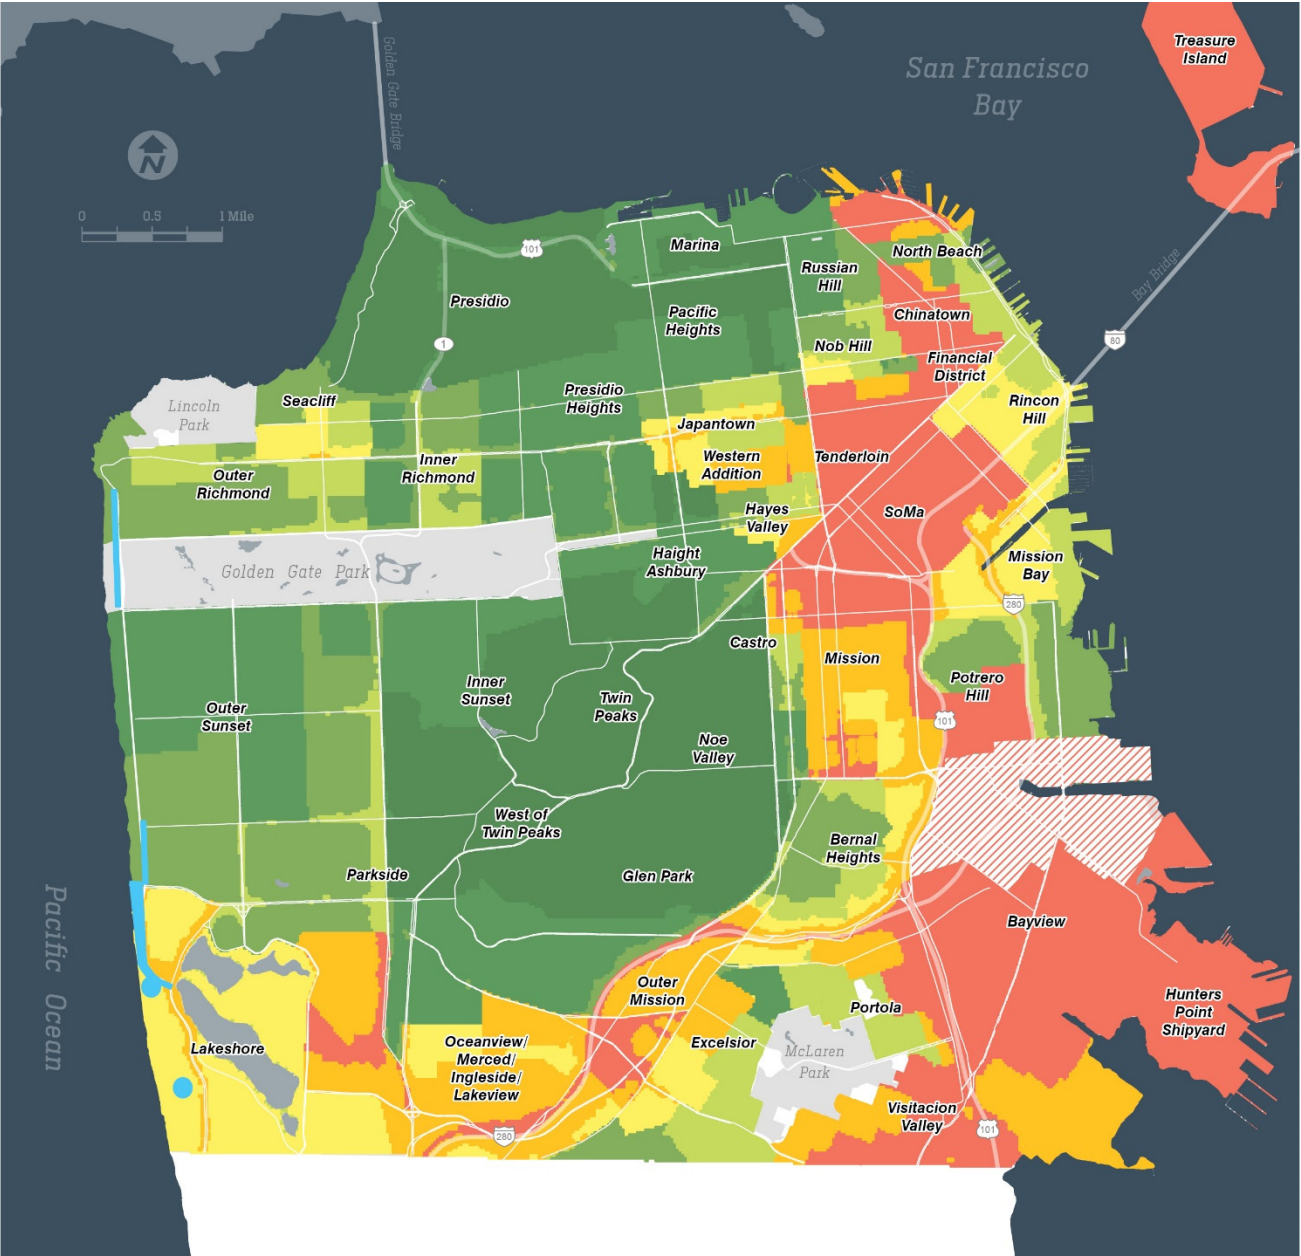 Treasure
Island
San Francisco
Bay
Golden Gate Bridge
N
0 0.5 1 Mile
101
Marina
North Beach
Russian
Hill
Bay Bridge
Presidio
Pacific
Heights
Chinatown
1
Nob Hill
80
Financial
District
Lincoln
Park
Seacliff
Presidio
Heights
Rincon
Hill
Japantown
Outer
Richmond
Inner
Richmond
Western
Addition
Tenderloin
Hayes
Valley
SoMa
Golden Gate Park
Haight
Ashbury
Mission
Bay
280
Castro
Mission
Outer
Sunset
Inner
Sunset
Twin
Peaks
Potrero
Hill
101
Noe
Valley
West of
Twin Peaks
Bernal
Heights
Parkside
Glen Park
Pacific Ocean
Bayview
Outer
Mission
Portola
Hunters
Point
Shipyard
Lakeshore
Oceanview/
Merced/
Ingleside/
Lakeview
Excelsior
McLaren
Park
Visitacion
Valley
280
101